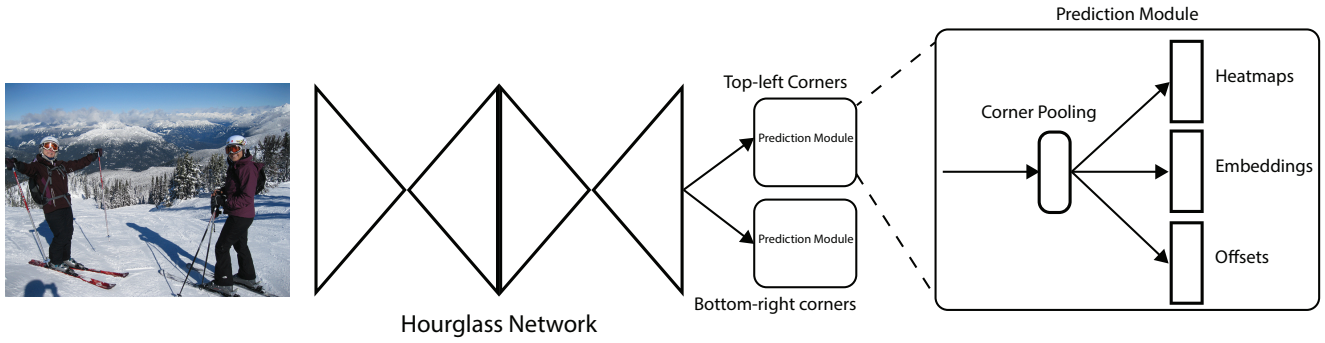 Prediction Module
Top-left Corners
Heatmaps
Corner Pooling
Prediction Module
Embeddings
Prediction Module
Offsets
Bottom-right corners
Hourglass Network